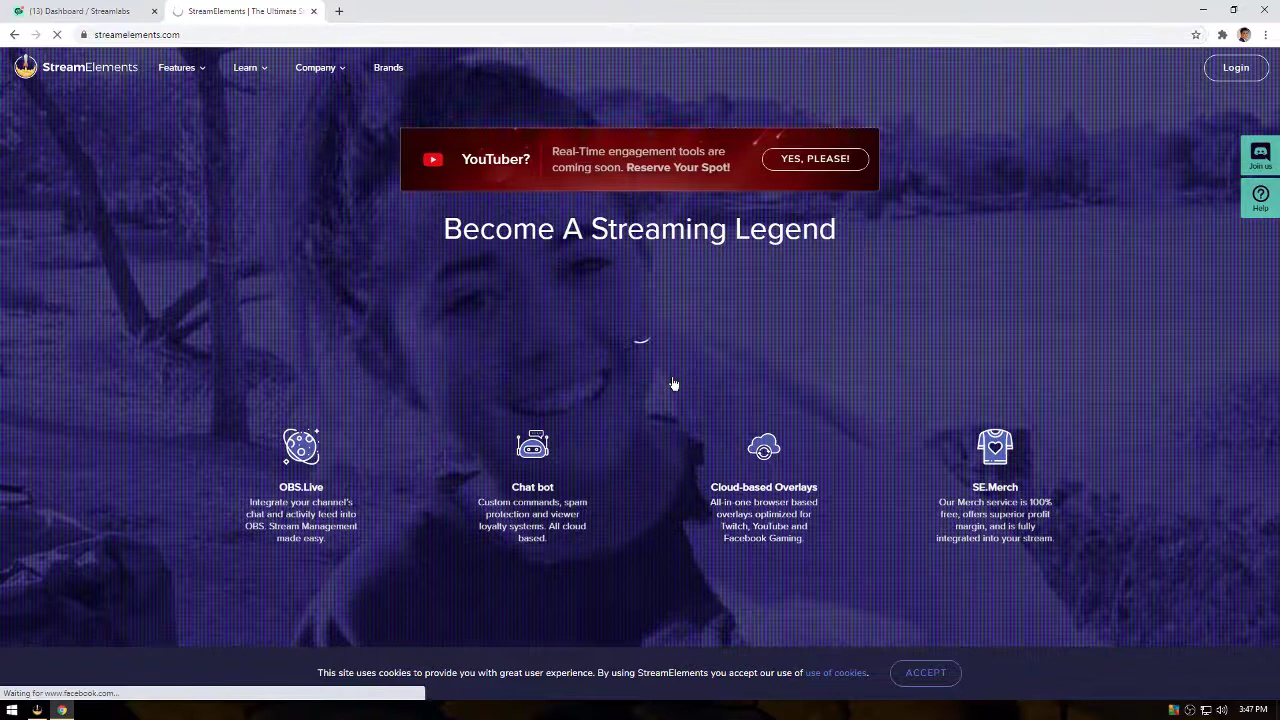 (13) Dashboard / Streamlabs
StreamElements | The Ultimate S
streamelements.com
StreamElements
Features
Learn
Company
Brands
Login
YouTuber?
Real-Time engagement tools are
coming soon. Reserve Your Spot!
YES, PLEASE!
Join us
Help
Become A Streaming Legend
OBS.Live
Integrate your channel's
chat and activity feed into
OBS. Stream Management
made easy.
Chat bot
Custom commands, spam
protection and viewer
loyalty systems. All cloud
based.
Cloud-based Overlays
All-in-one browser based
overlays optimized for
Twitch, YouTube and
Facebook Gaming.
SE.Merch
Our Merch service is 100%
free, offers superior profit
margin, and is fully
integrated into your stream.
This site uses cookies to provide you with great user experience. By using StreamElements you accept our use of use of cookies.
ACCEPT
Waiting for www.facebook.com...
3:47 PM